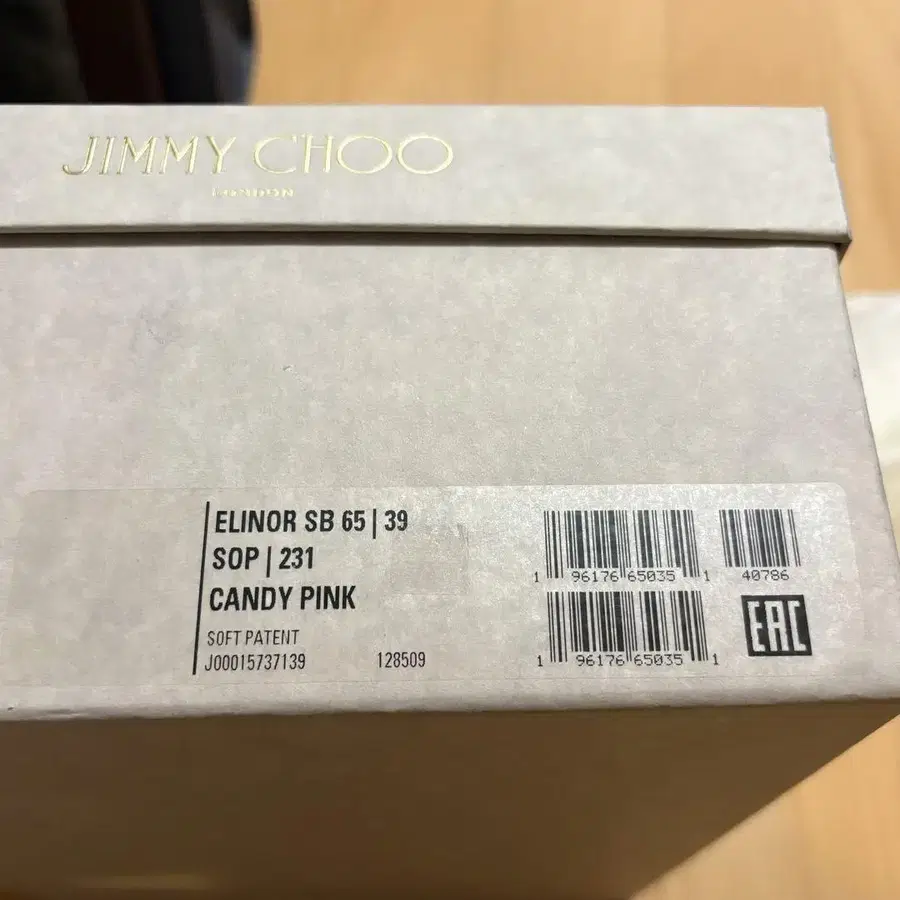 JIMMY CHOO
LONDON
ELINOR SB 65 | 39
SOP | 231
CANDY PINK
SOFT PATENT
J00015737139 128509
1 96176 65035 1
40786
1 96176 65035 1
EAC